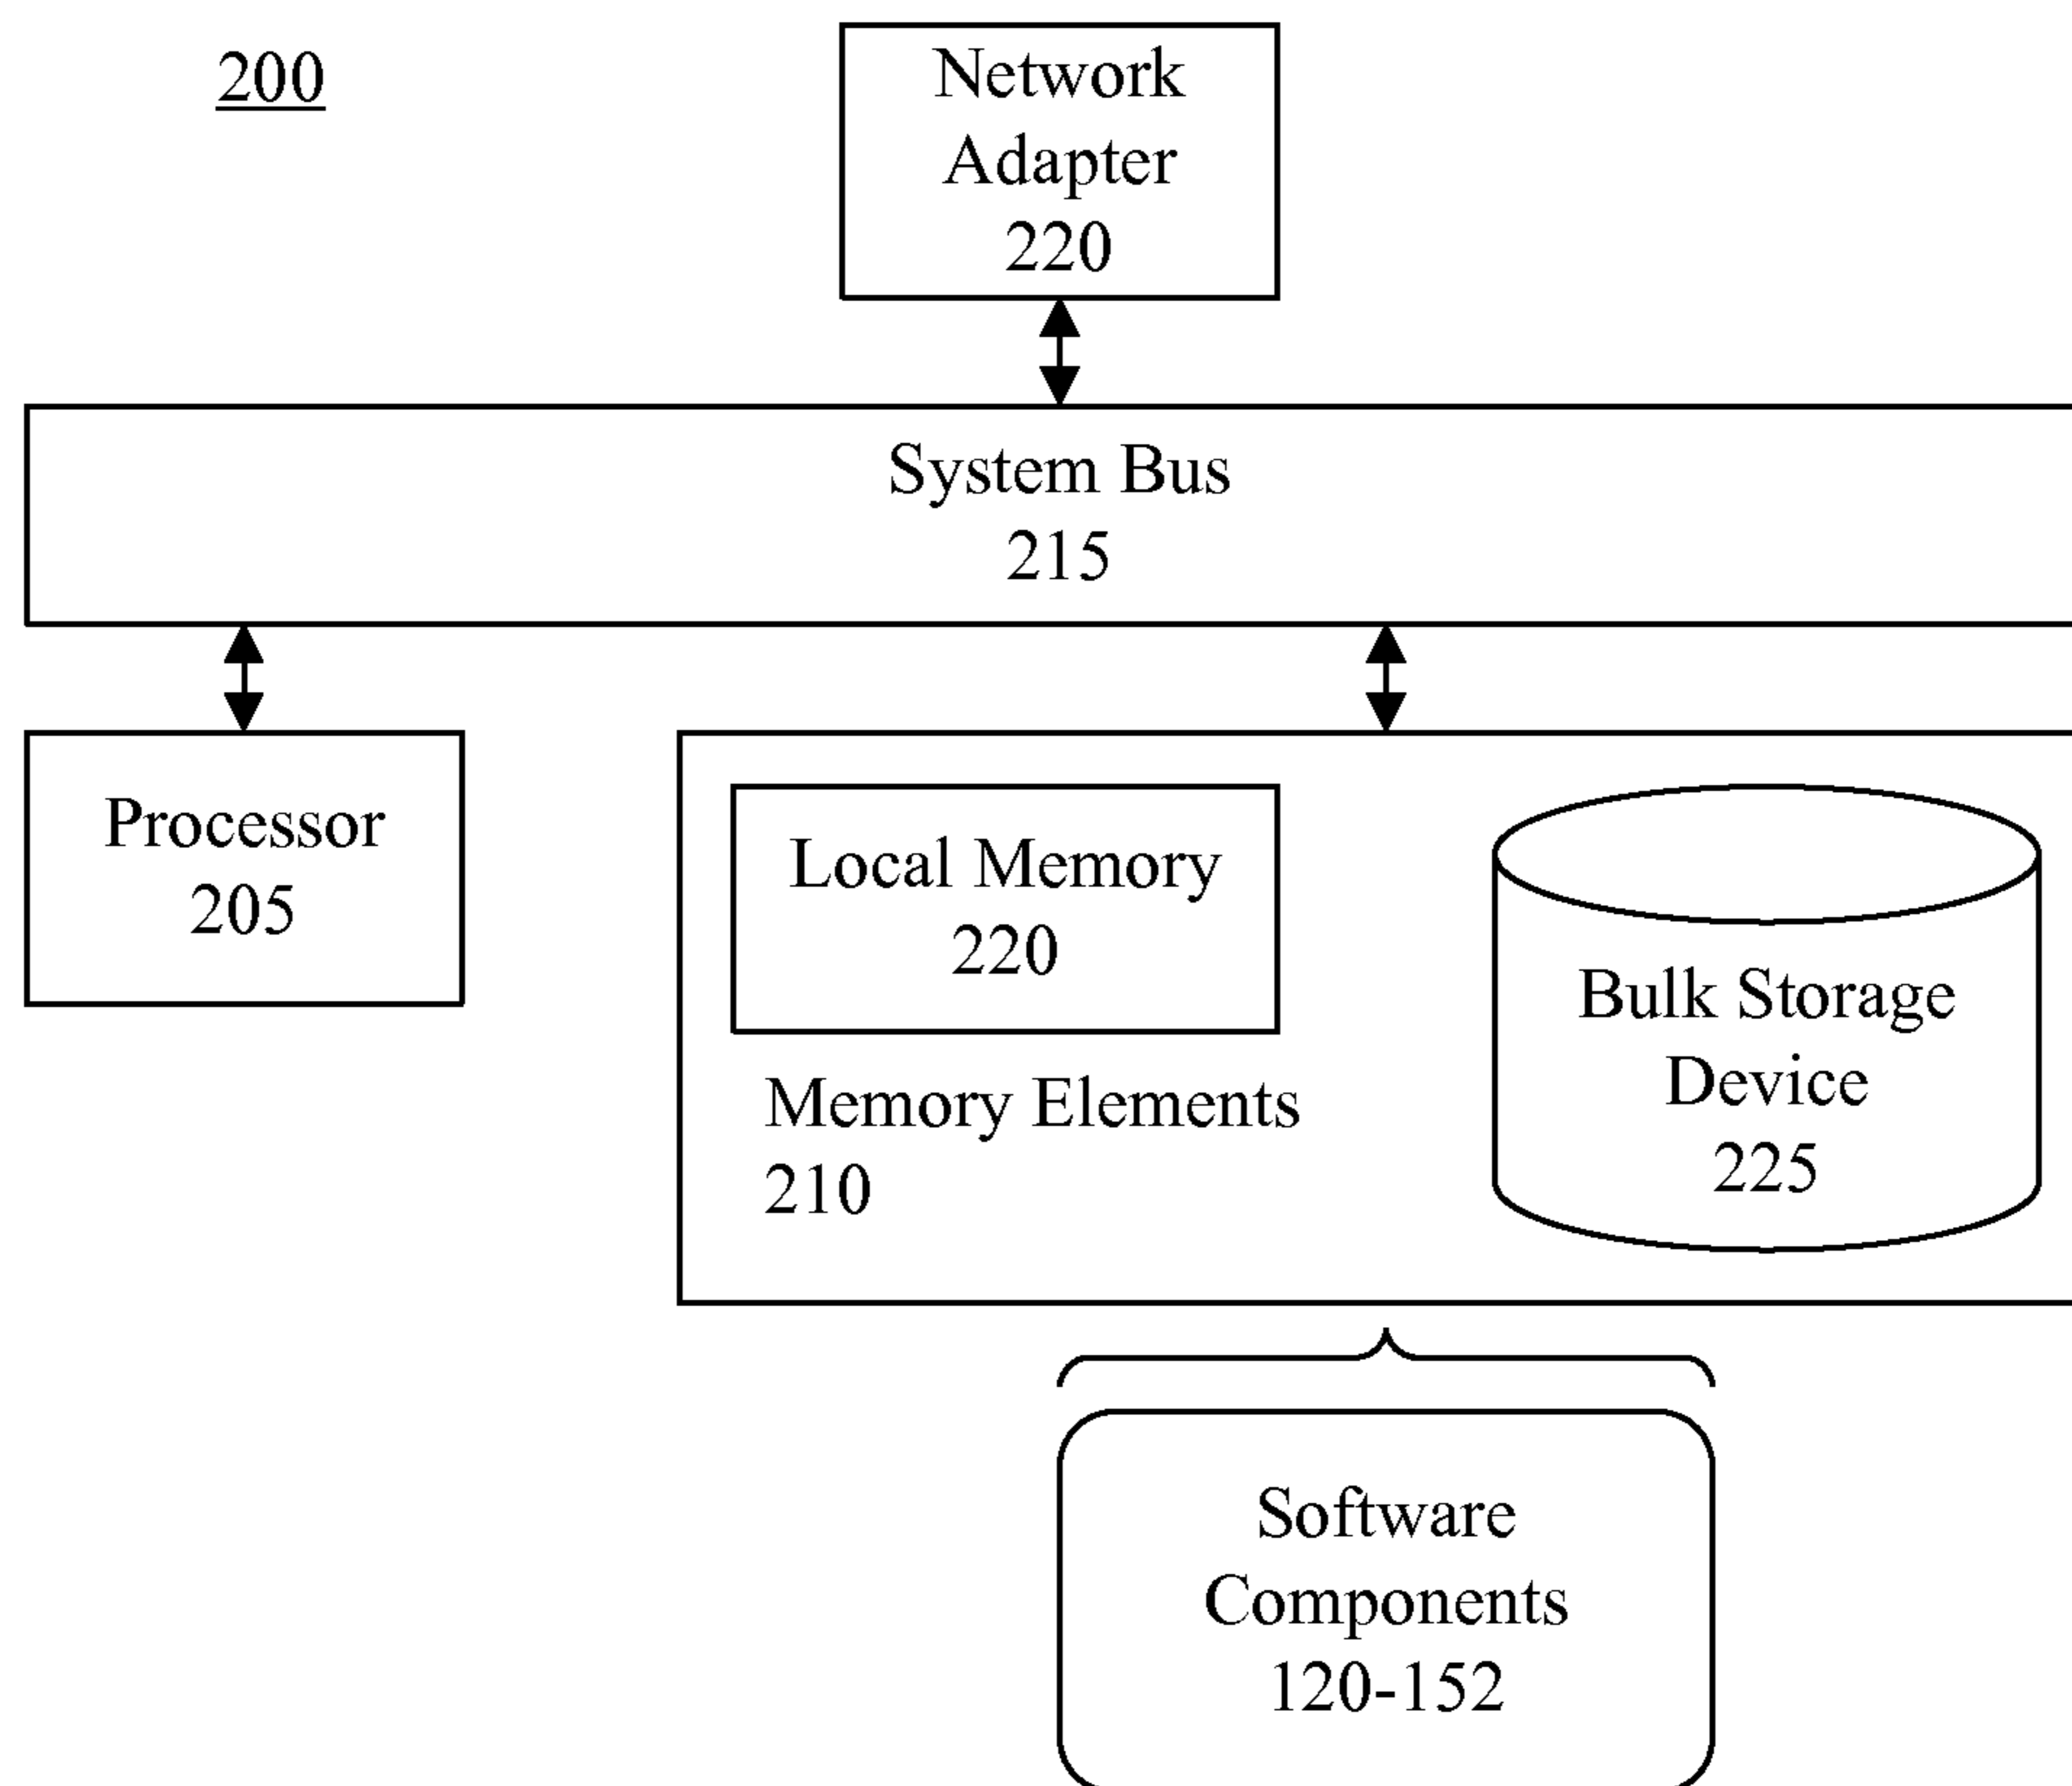 200
Network
Adapter
220
System Bus
215
Processor
205
Local Memory
220
Memory Elements
210
Bulk Storage
Device
225
Software
Components
120-152